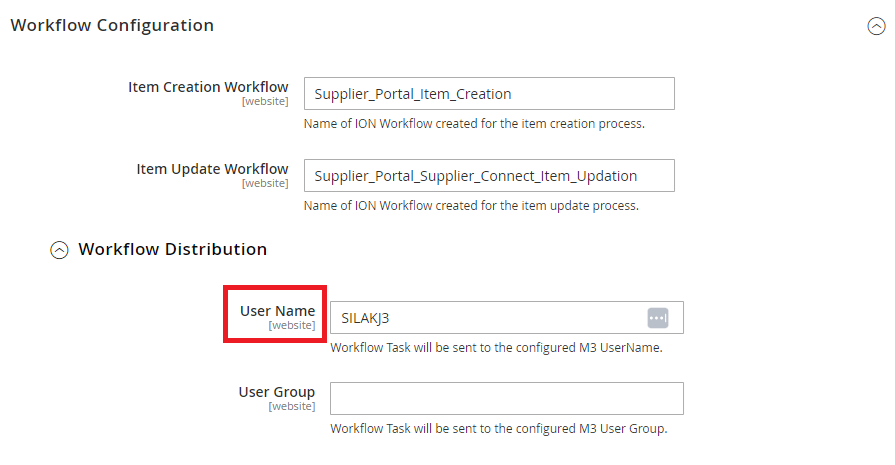 Workflow Configuration
Item Creation Workflow
[website]
Supplier_Portal_Item_Creation
Name of ION Workflow created for the item creation process.
Item Update Workflow
[website]
Supplier_Portal_Supplier_Connect_Item_Updation
Name of ION Workflow created for the item update process.
Workflow Distribution
User Name
[website]
SILAKJ3
Workflow Task will be sent to the configured M3 UserName.
User Group
[website]
Workflow Task will be sent to the configured M3 User Group.